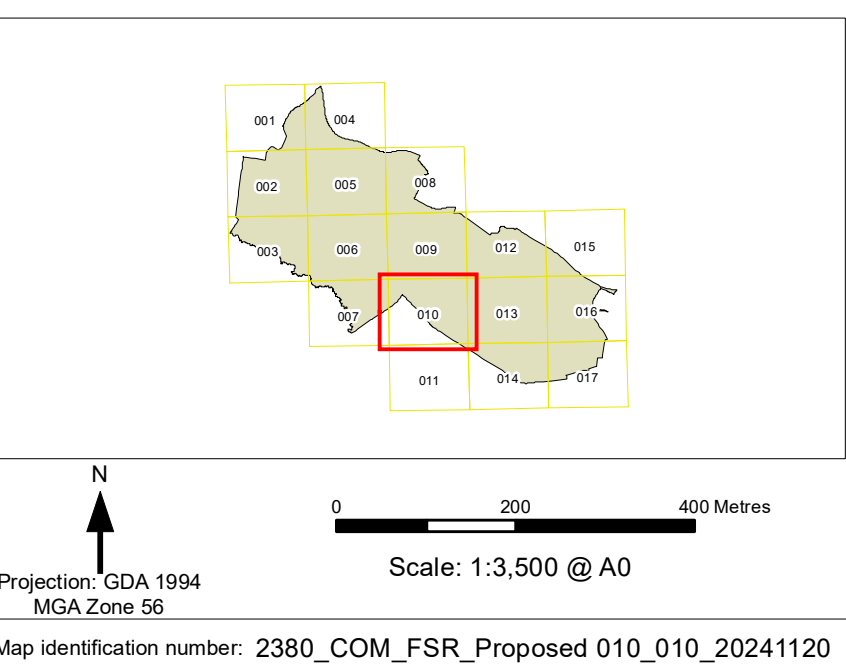 001 004
002 005 008
003 006 009 012 015
007 010 013 016
011 014 017
N
0 200 400 Metres
Scale: 1:3,500 @ A0
Projection: GDA 1994
MGA Zone 56
Map identification number: 2380_COM_FSR_Proposed 010_010_20241120